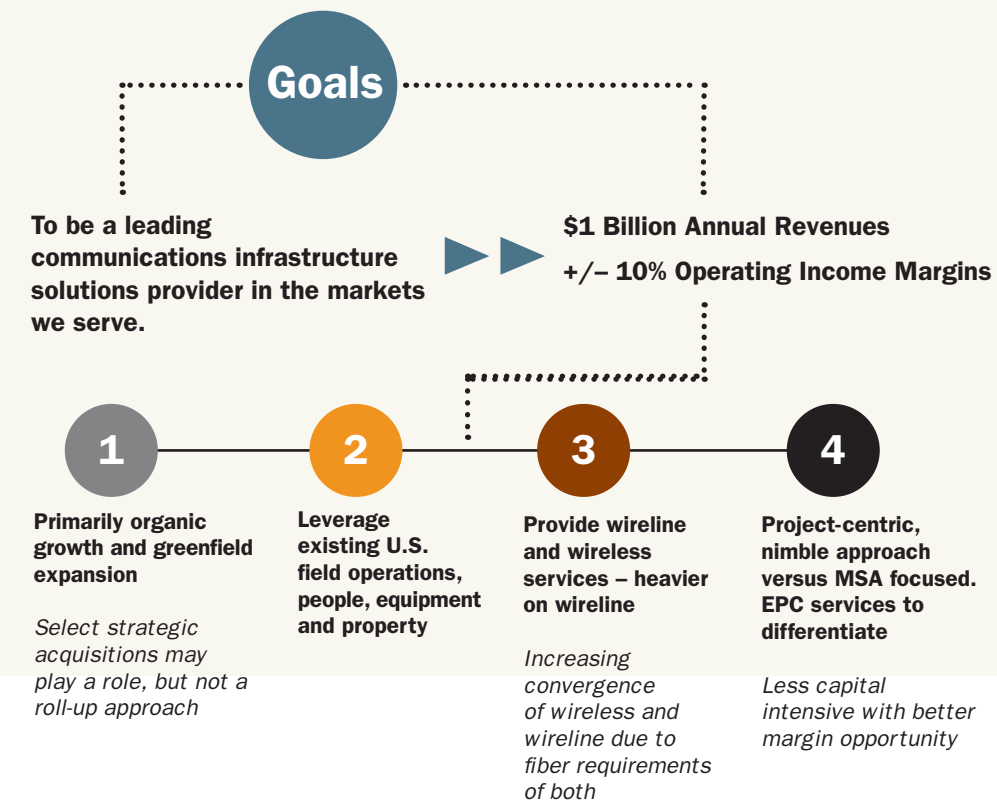 Goals
To be a leading
communications infrastructure
solutions provider in the markets
we serve.
$1 Billion Annual Revenues
+/– 10% Operating Income Margins
1
Primarily organic
growth and greenfield
expansion
Select strategic
acquisitions may
play a role, but not a
roll-up approach
2
Leverage
existing U.S.
field operations,
people, equipment
and property
3
Provide wireline
and wireless
services – heavier
on wireline
Increasing
convergence
of wireless and
wireline due to
fiber requirements
of both
4
Project-centric,
nimble approach
versus MSA focused.
EPC services to
differentiate
Less capital
intensive with better
margin opportunity